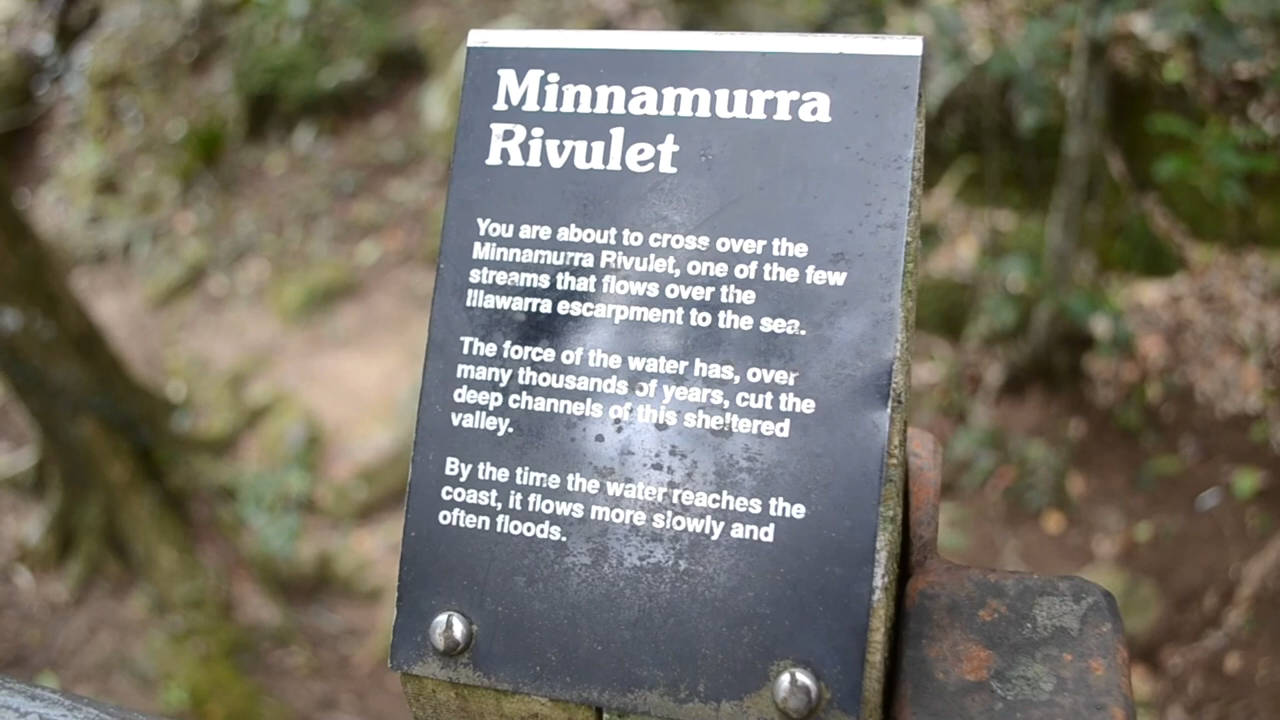 Minnamurra
Rivulet
You are about to cross over the
Minnamurra Rivulet, one of the few
streams that flows over the
Illawarra escarpment to the sea.
The force of the water has, over
many thousands of years, cut the
deep channels of this sheltered
valley.
By the time the water reaches the
coast, it flows more slowly and
often floods.